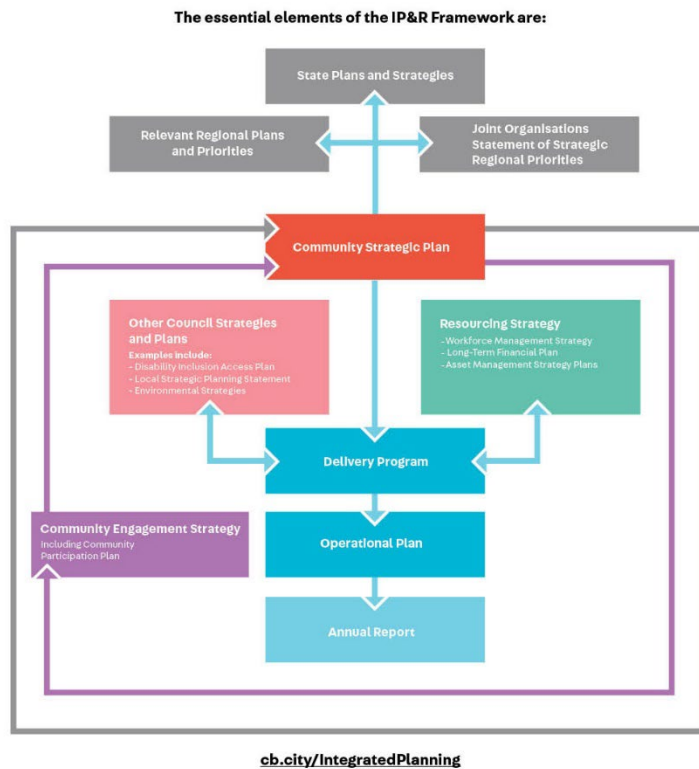 The essential elements of the IP&R Framework are:
State Plans and Strategies
Relevant Regional Plans
and Priorities
Joint Organisations
Statement of Strategic
Regional Priorities
Community Strategic Plan
Other Council Strategies
and Plans
Examples include:
- Disability Inclusion Access Plan
- Local Strategic Planning Statement
- Environmental Strategies
Resourcing Strategy
- Workforce Management Strategy
- Long-Term Financial Plan
- Asset Management Strategy Plans
Delivery Program
Community Engagement Strategy
Including Community
Participation Plan
Operational Plan
Annual Report
cb.city/IntegratedPlanning